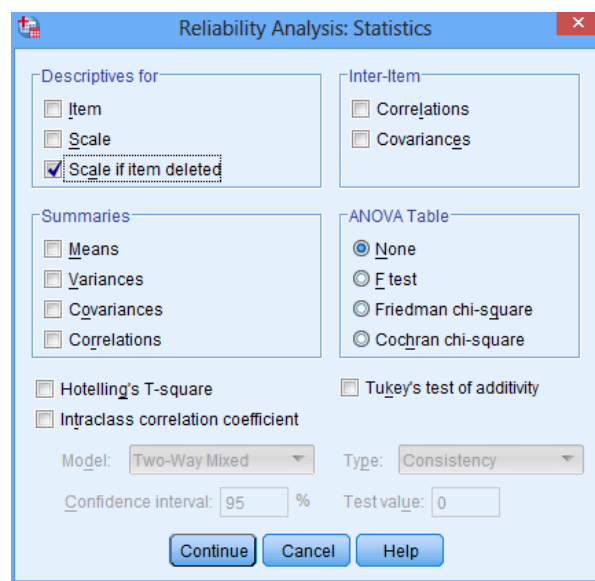 Reliability Analysis: Statistics
Descriptives for
Item
Scale
Scale if item deleted
Inter-Item
Correlations
Covariances
Summaries
Means
Variances
Covariances
Correlations
ANOVA Table
None
F test
Friedman chi-square
Cochran chi-square
Hotelling's T-square
Tukey's test of additivity
Intraclass correlation coefficient
Model: Two-Way Mixed Type: Consistency
Confidence interval: 95 % Test value: 0
Continue Cancel Help